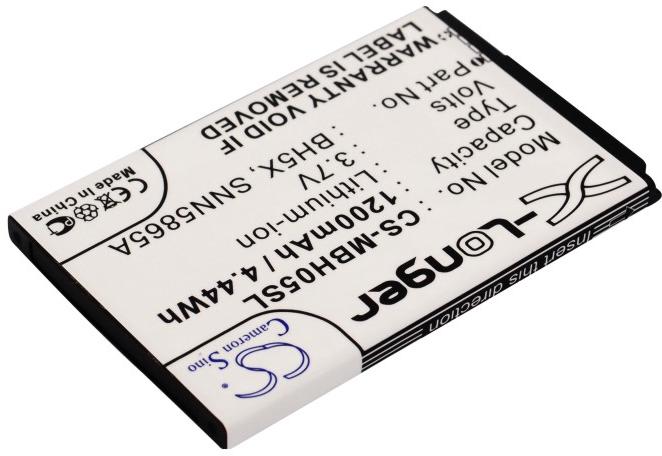 X-Longer
Insert this direction
Model No. CS-MBH05SL
Capacity 1200mAh / 4.44Wh
Type Lithium-ion
Volts 3.7V
Part No. BH5X, SNN5865A
WARRANTY VOID IF
LABEL IS REMOVED
CS
Cameron Sino
CE
Made in China